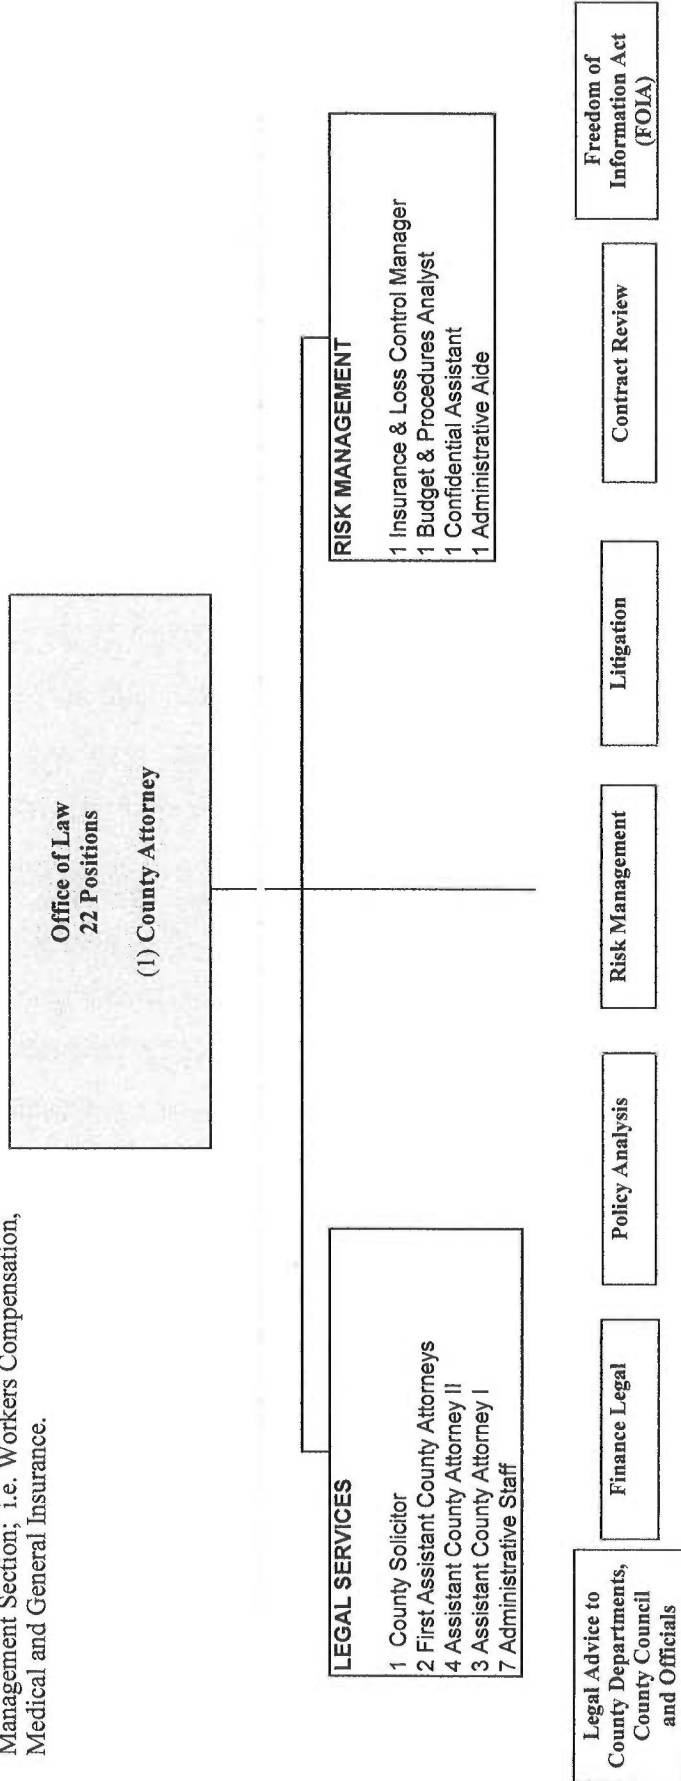 Management Section; i.e. Workers Compensation,
Medical and General Insurance.
Office of Law
22 Positions
(1) County Attorney
LEGAL SERVICES
1 County Solicitor
2 First Assistant County Attorneys
4 Assistant County Attorney II
3 Assistant County Attorney I
7 Administrative Staff
RISK MANAGEMENT
1 Insurance & Loss Control Manager
1 Budget & Procedures Analyst
1 Confidential Assistant
1 Administrative Aide
Legal Advice to
County Departments,
County Council
and Officials
Finance Legal
Policy Analysis
Risk Management
Litigation
Contract Review
Freedom of
Information Act
(FOIA)